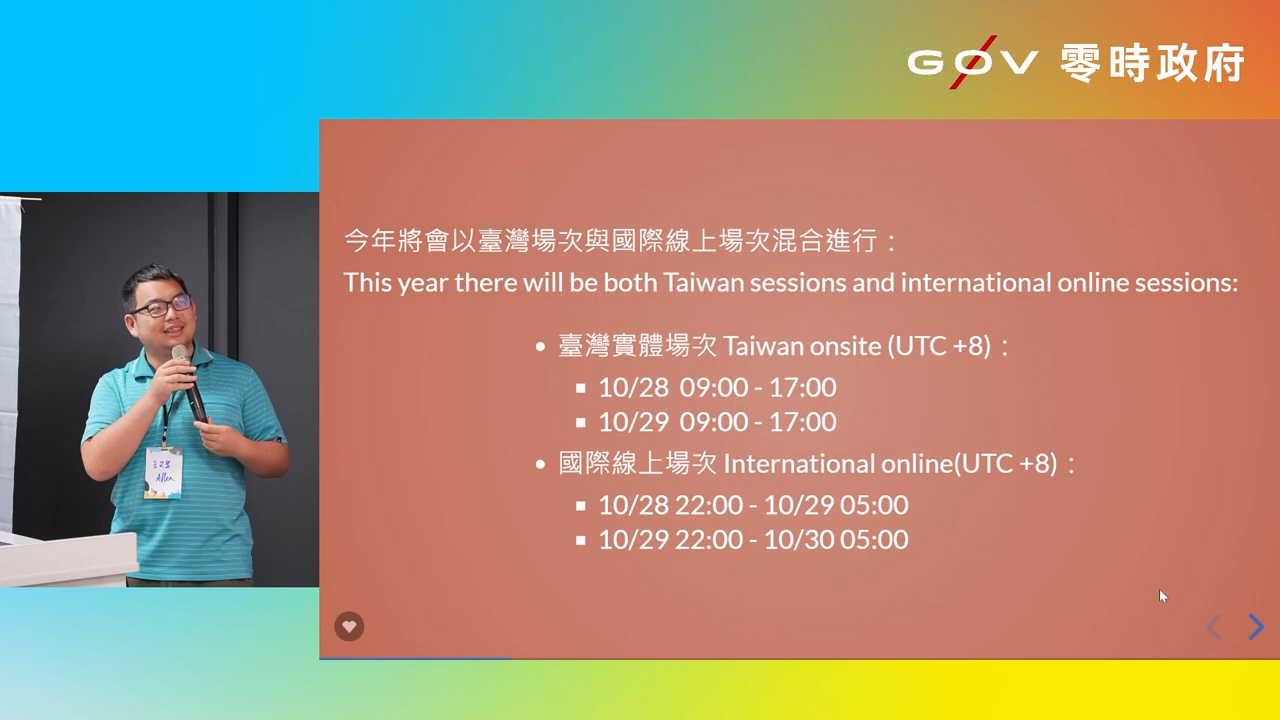 GØV 零時政府
今年將會以臺灣場次與國際線上場次混合進行：
This year there will be both Taiwan sessions and international online sessions:
臺灣實體場次 Taiwan onsite (UTC +8)：
10/28 09:00 - 17:00
10/29 09:00 - 17:00
國際線上場次 International online(UTC +8)：
10/28 22:00 - 10/29 05:00
10/29 22:00 - 10/30 05:00
Allen